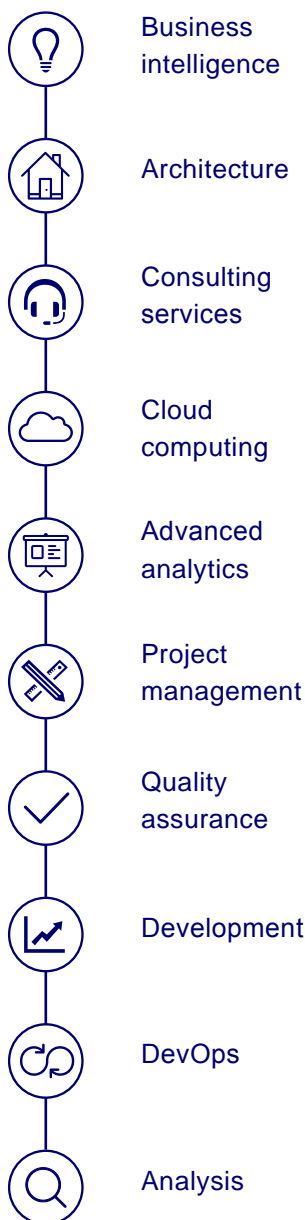 Business
intelligence
Architecture
Consulting
services
Cloud
computing
Advanced
analytics
Project
management
Quality
assurance
Development
DevOps
Analysis